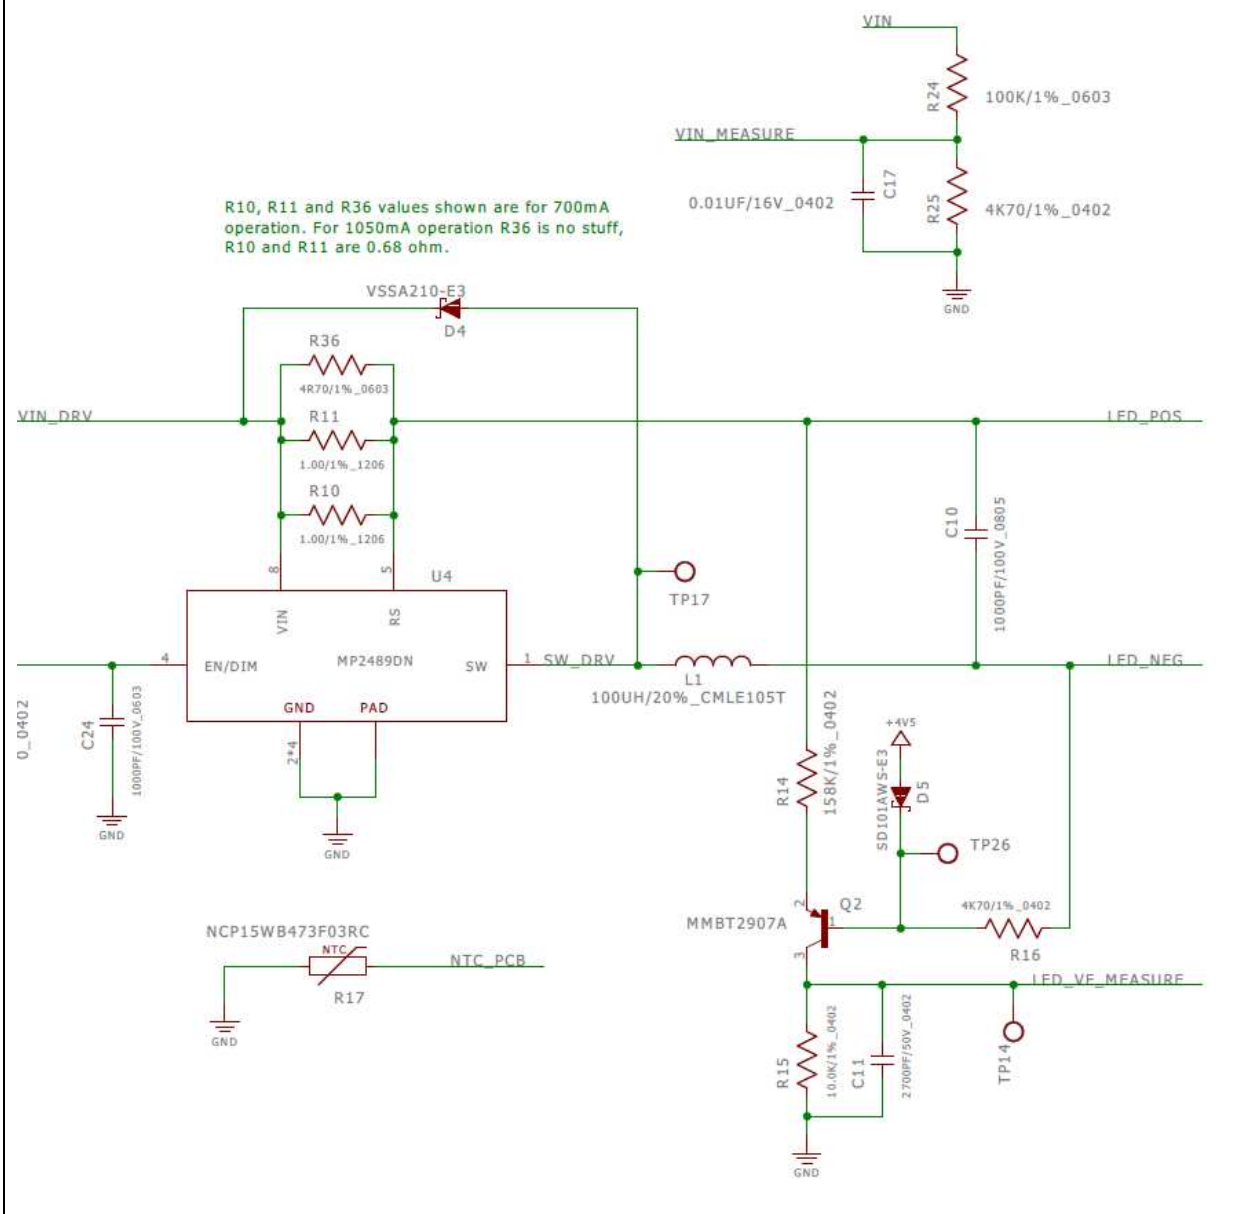 VIN
R24
100K/1%_0603
VIN_MEASURE
C17
0.01UF/16V_0402
R25
4K70/1%_0402
GND
R10, R11 and R36 values shown are for 700mA
operation. For 1050mA operation R36 is no stuff,
R10 and R11 are 0.68 ohm.
VSSA210-E3
D4
R36
4R70/1%_0603
VIN_DRV
R11
1.00/1%_1206
LED_POS
R10
1.00/1%_1206
C10
1000PF/100V_0805
8
5
U4
TP17
VIN
RS
4
EN/DIM
MP2489DN
SW
1
SW_DRV
L1
100UH/20%_CMLE105T
LED_NEG
GND
PAD
2*4
0_0402
C24
1000PF/100V_0603
GND
GND
R14
158K/1%_0402
+4V5
SD101AWS-E3
D5
TP26
2
Q2
MMBT2907A
1
3
4K70/1%_0402
R16
NCP15WB473F03RC
NTC
NTC_PCB
R17
GND
LED_VF_MEASURE
R15
10.0K/1%_0402
C11
2700PF/50V_0402
TP14
GND